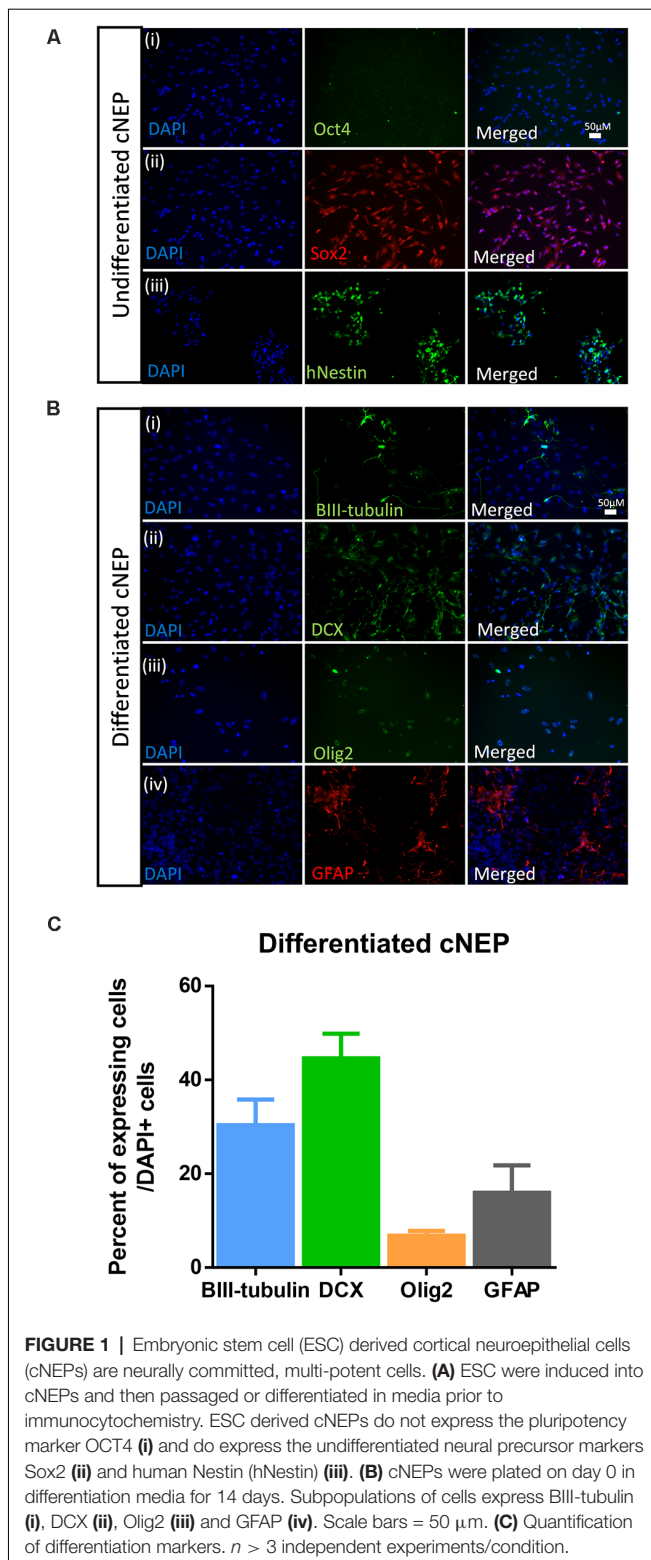 A
Undifferentiated cNEP
(i)
DAPI
Oct4
Merged
50µM
(ii)
DAPI
Sox2
Merged
(iii)
DAPI
hNestin
Merged
B
Differentiated cNEP
(i)
DAPI
BIII-tubulin
Merged
50µM
(ii)
DAPI
DCX
Merged
(iii)
DAPI
Olig2
Merged
(iv)
DAPI
GFAP
Merged
C
Differentiated cNEP
Percent of expressing cells
/DAPI+ cells
60
40
20
0
BIII-tubulin DCX Olig2 GFAP
FIGURE 1 | Embryonic stem cell (ESC) derived cortical neuroepithelial cells
(cNEPs) are neurally committed, multi-potent cells. (A) ESC were induced into
cNEPs and then passaged or differentiated in media prior to
immunocytochemistry. ESC derived cNEPs do not express the pluripotency
marker OCT4 (i) and do express the undifferentiated neural precursor markers
Sox2 (ii) and human Nestin (hNestin) (iii). (B) cNEPs were plated on day 0 in
differentiation media for 14 days. Subpopulations of cells express BIII-tubulin
(i), DCX (ii), Olig2 (iii) and GFAP (iv). Scale bars = 50 µm. (C) Quantification
of differentiation markers. n > 3 independent experiments/condition.